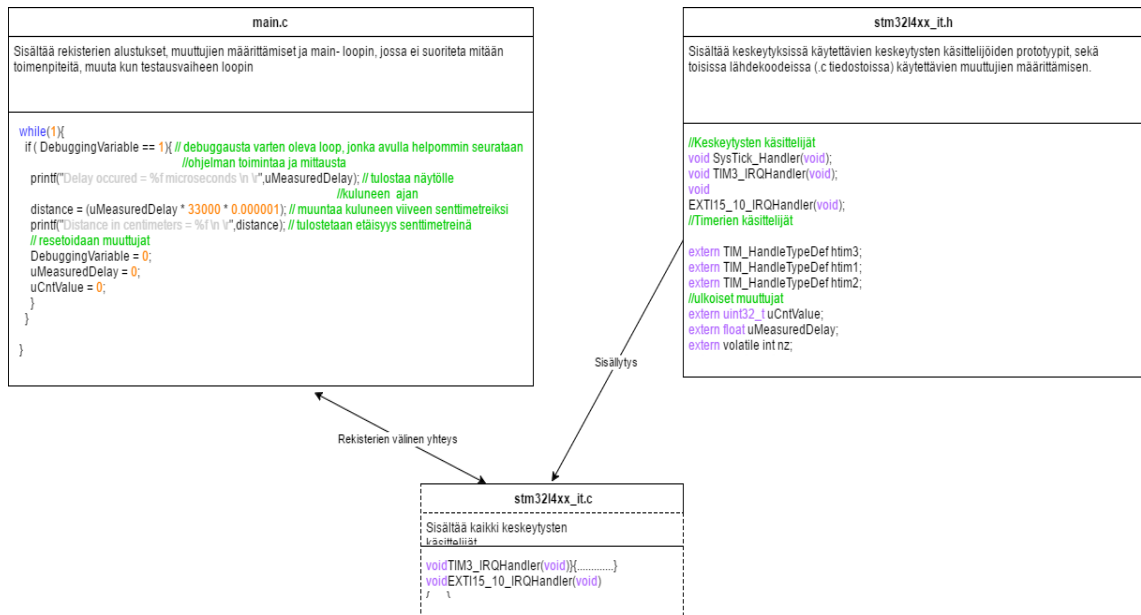 main.c
Sisältää rekisterien alustukset, muuttujien määrittämiset ja main- loopin, jossa ei suoriteta mitään
toimenpiteitä, muuta kun testausvaiheen loopin
while(1){
if ( DebuggingVariable == 1){ // debuggausta varten oleva loop, jonka avulla helpommin seurataan
//ohjelman toimintaa ja mittausta
printf("Delay occured = %f microseconds \n \r",uMeasuredDelay); // tulostaa näytölle
//kuluneen ajan
distance = (uMeasuredDelay * 33000 * 0.000001); // muuntaa kuluneen viiveen senttimetreiksi
printf("Distance in centimeters = %f \n \r",distance); // tulostetaan etäisyys senttimetreinä
// resetoidaan muuttujat
DebuggingVariable = 0;
uMeasuredDelay = 0;
uCntValue = 0;
}
}
}
stm32l4xx_it.h
Sisältää keskeytyksissä käytettävien keskeytysten käsittelijöiden prototyypit, sekä
toisissa lähdekoodeissa (.c tiedostoissa) käytettävien muuttujien määrittämisen.
//Keskeytysten käsittelijät
void SysTick_Handler(void);
void TIM3_IRQHandler(void);
void
EXTI15_10_IRQHandler(void);
//Timerien käsittelijät
extern TIM_HandleTypeDef htim3;
extern TIM_HandleTypeDef htim1;
extern TIM_HandleTypeDef htim2;
//ulkoiset muuttujat
extern uint32_t uCntValue;
extern float uMeasuredDelay;
extern volatile int nz;
Sisällytys
Rekisterien välinen yhteys
stm32l4xx_it.c
Sisältää kaikki keskeytysten
käsittelijät
voidTIM3_IRQHandler(void)}{.............}
voidEXTI15_10_IRQHandler(void)